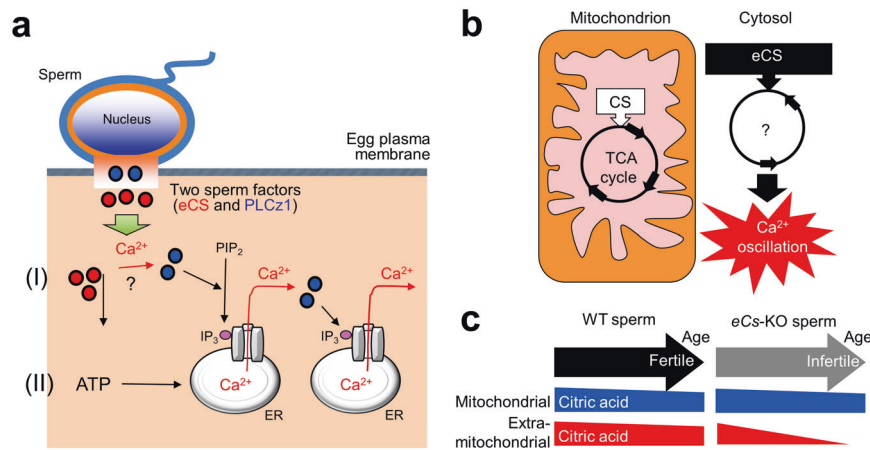 a
Sperm
Nucleus
Egg plasma
membrane
Two sperm factors
(eCS and PLCz1)
Ca2+
PIP2
Ca2+
Ca2+
(I)
?
IP3
IP3
(II)
ATP
Ca2+
Ca2+
ER
ER
b
Mitochondrion
Cytosol
eCS
CS
TCA
cycle
?
Ca2+
oscillation
c
WT sperm
eCs-KO sperm
Age
Age
Fertile
Infertile
Mitochondrial
Citric acid
Extra-
mitochondrial
Citric acid